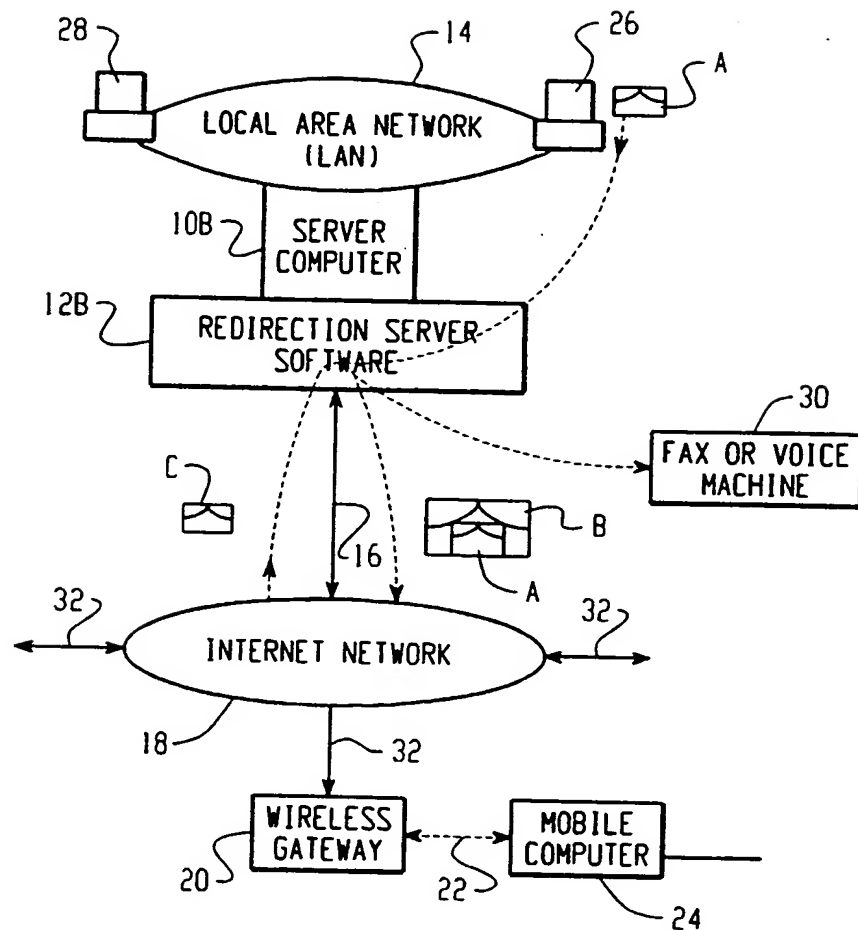 28
14
26
A
LOCAL AREA NETWORK
(LAN)
10B
SERVER
COMPUTER
12B
REDIRECTION SERVER
SOFTWARE
30
FAX OR VOICE
MACHINE
C
16
B
A
32
INTERNET NETWORK
32
18
32
WIRELESS
GATEWAY
MOBILE
COMPUTER
20
22
24